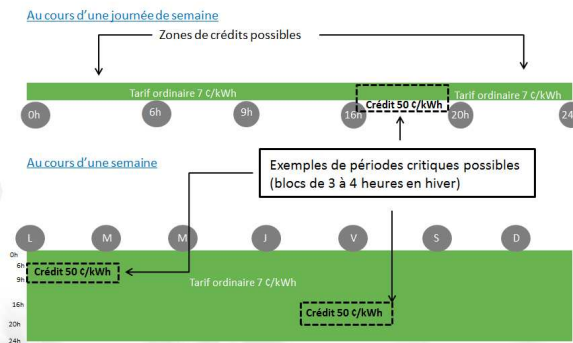 Au cours d'une journée de semaine
Zones de crédits possibles
Tarif ordinaire 7 ¢/kWh
Crédit 50 ¢/kWh
Tarif ordinaire 7 ¢/kWh
0h 6h 9h 16h 20h 24
Au cours d'une semaine
Exemples de périodes critiques possibles
(blocs de 3 à 4 heures en hiver)
L M M J V S D
0h
6h
Crédit 50 ¢/kWh
9h
Tarif ordinaire 7 ¢/kWh
16h
Crédit 50 ¢/kWh
20h
24h